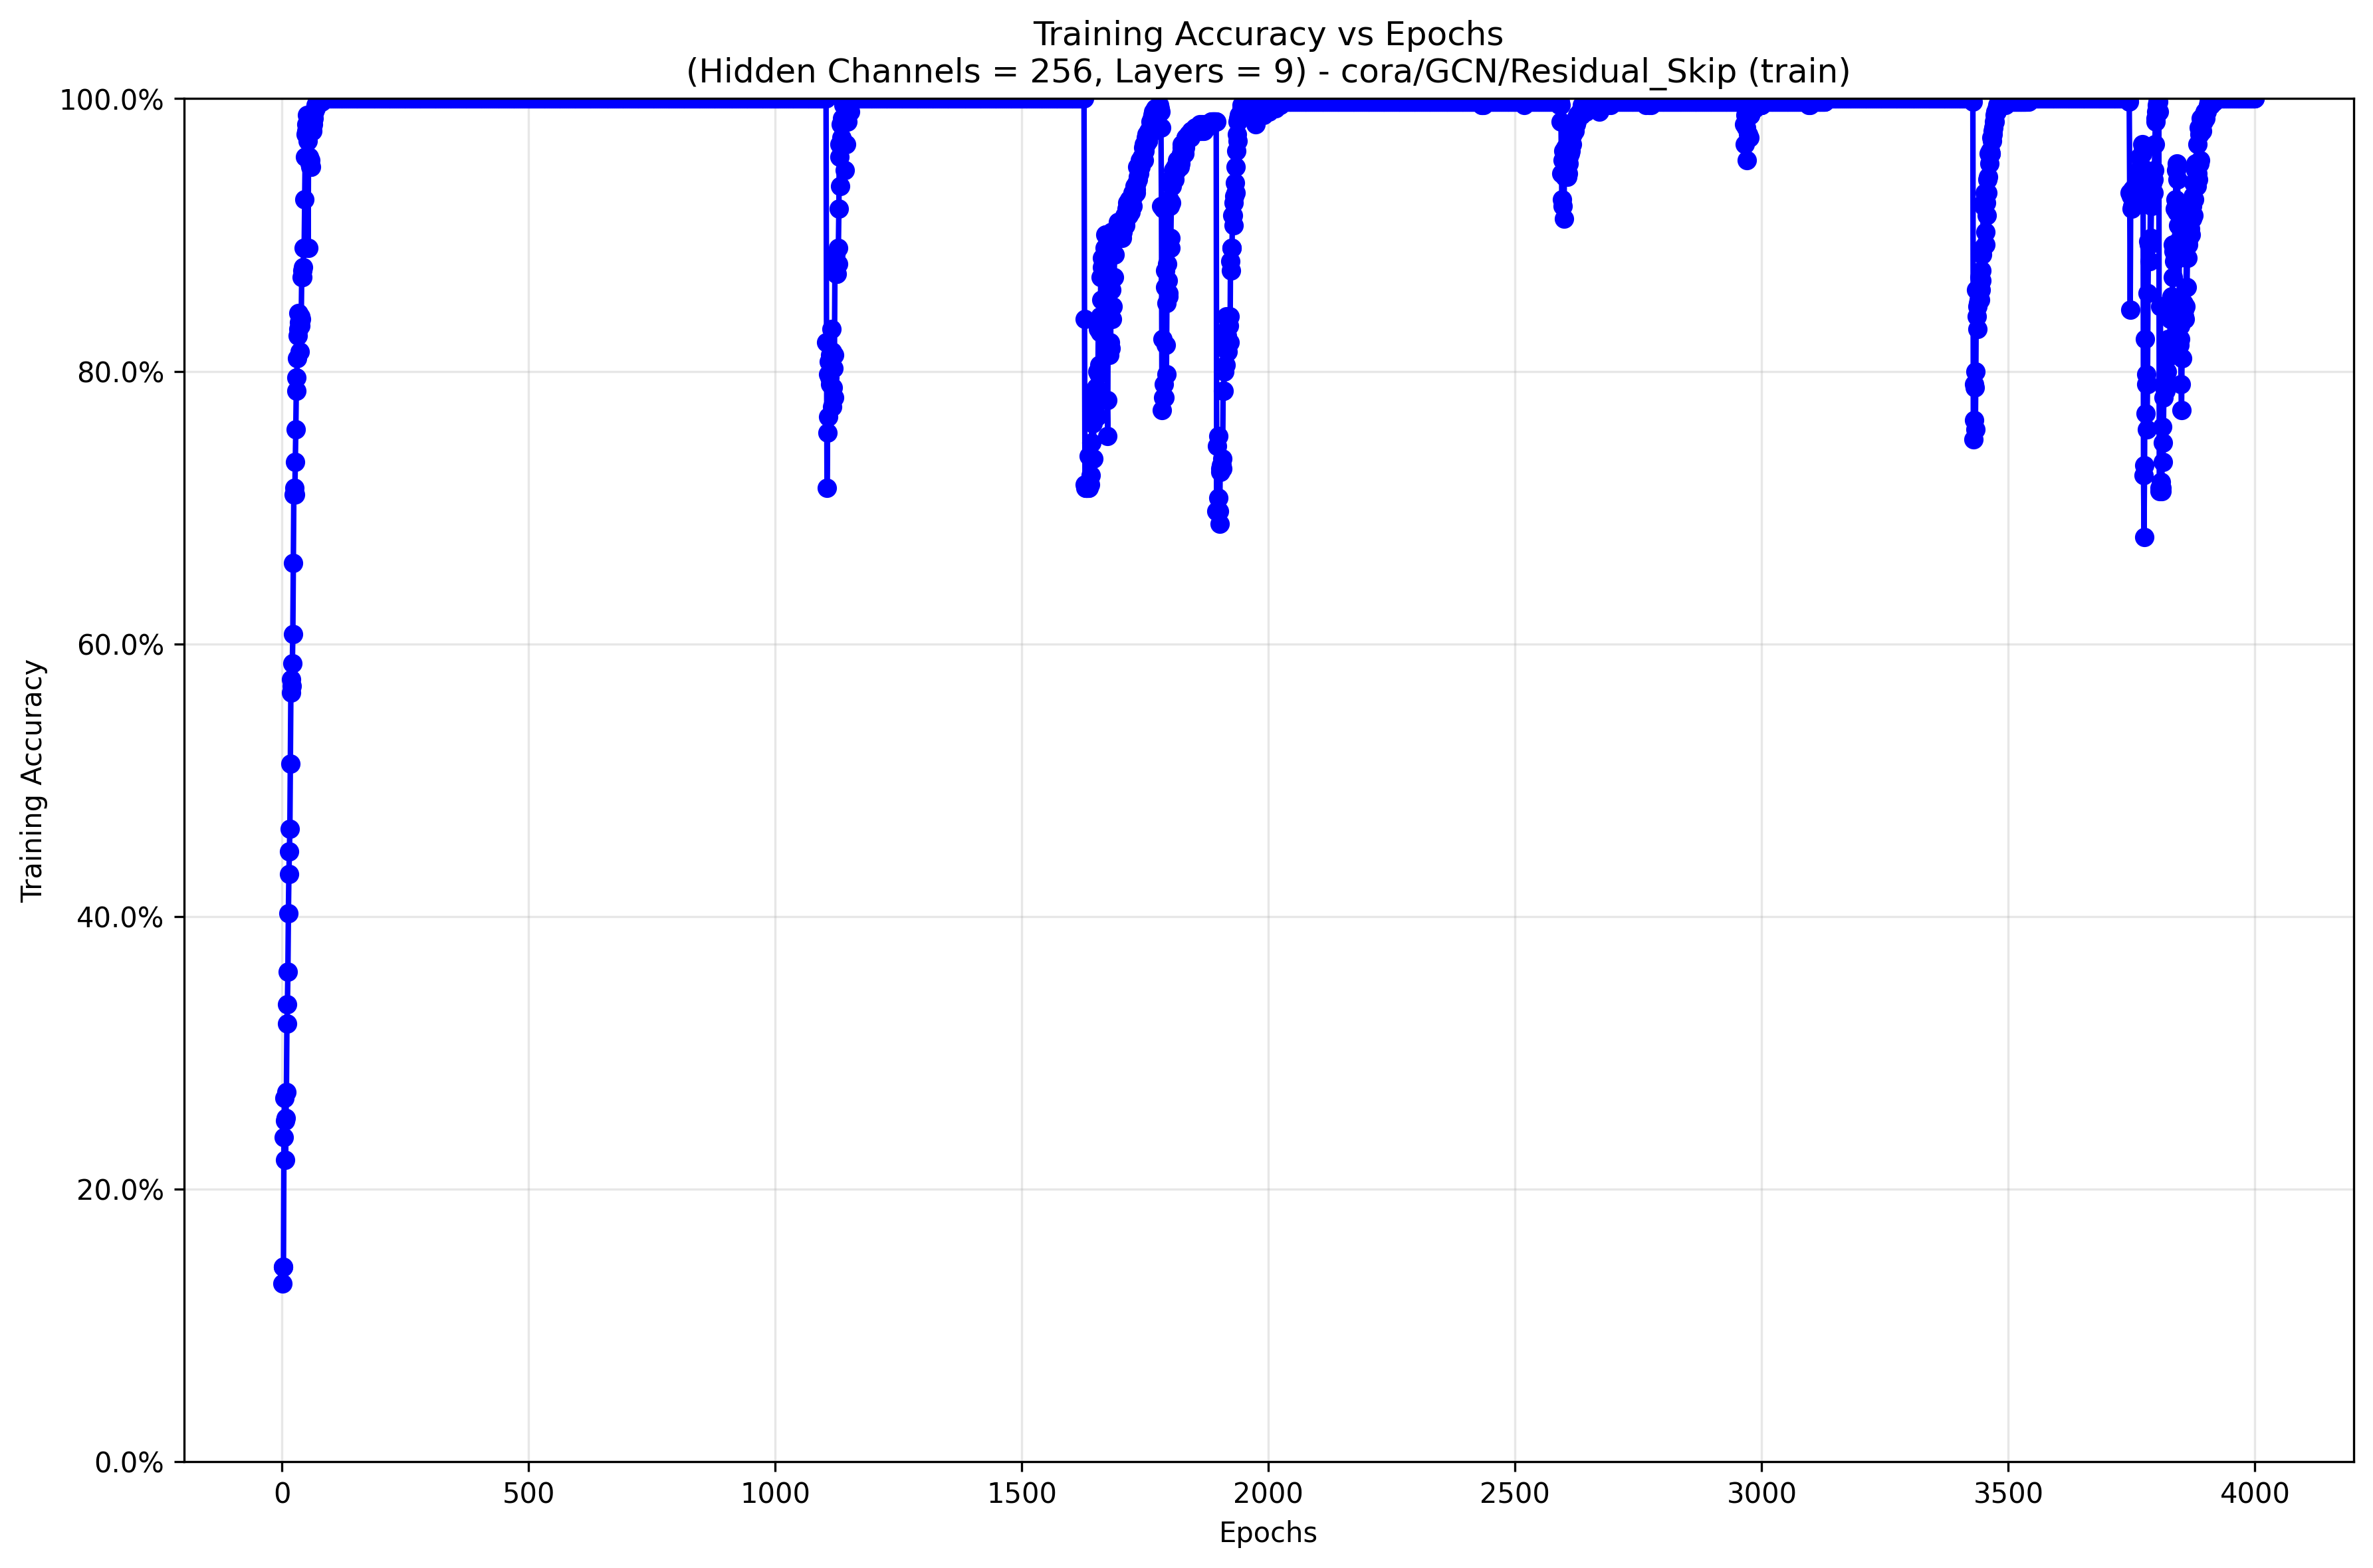 Training Accuracy vs Epochs
(Hidden Channels = 256, Layers = 9) - cora/GCN/Residual_Skip (train)
100.0%
80.0%
60.0%
40.0%
20.0%
0.0%
Training Accuracy
0 500 1000 1500 2000 2500 3000 3500 4000
Epochs